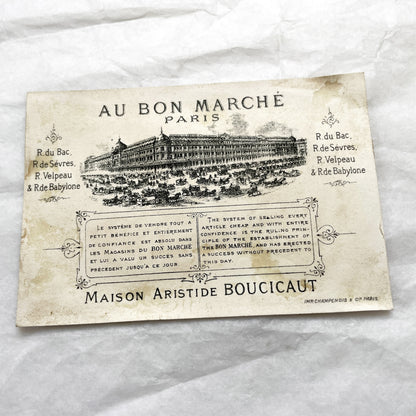 AU BON MARCHÉ
PARIS
R. du Bac,
R. de Sèvres,
R. Velpeau
& R. de Babylone
R. du Bac,
R. de Sèvres,
R. Velpeau
& R. de Babylone
LE SYSTÈME DE VENDRE TOUT A
PETIT BÉNÉFICE ET ENTIÈREMENT
DE CONFIANCE EST ABSOLU DANS
LES MAGASINS DU BON MARCHÉ
ET LUI A VALU UN SUCCÈS SANS
PRÉCÉDENT JUSQU'A CE JOUR.
THE SYSTEM OF SELLING EVERY
ARTICLE CHEAP AND WITH ENTIRE
CONFIDENCE IS THE RULING PRIN-
CIPLE OF THE ESTABLISHMENT OF
THE BON MARCHÉ, AND HAS ERECTED
A SUCCESS WITHOUT PRECEDENT TO
THIS DAY.
MAISON ARISTIDE BOUCICAUT
IMP. CHAMPENOIS & Cie PARIS